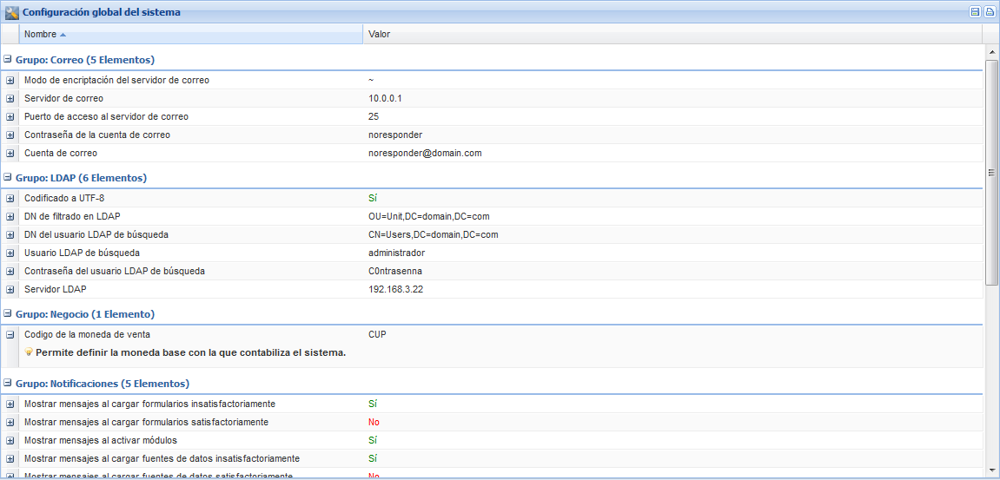 Configuración global del sistema
Nombre Valor
Grupo: Correo (5 Elementos)
Modo de encriptación del servidor de correo ~
Servidor de correo 10.0.0.1
Puerto de acceso al servidor de correo 25
Contraseña de la cuenta de correo noresponder
Cuenta de correo noresponder@domain.com
Grupo: LDAP (6 Elementos)
Codificado a UTF-8 Sí
DN de filtrado en LDAP OU=Unit,DC=domain,DC=com
DN del usuario LDAP de búsqueda CN=Users,DC=domain,DC=com
Usuario LDAP de búsqueda administrador
Contraseña del usuario LDAP de búsqueda C0ntrasenna
Servidor LDAP 192.168.3.22
Grupo: Negocio (1 Elemento)
Codigo de la moneda de venta CUP
Permite definir la moneda base con la que contabiliza el sistema.
Grupo: Notificaciones (5 Elementos)
Mostrar mensajes al cargar formularios insatisfactoriamente Sí
Mostrar mensajes al cargar formularios satisfactoriamente No
Mostrar mensajes al activar módulos Sí
Mostrar mensajes al cargar fuentes de datos insatisfactoriamente Sí
Mostrar mensajes al cargar fuentes de datos satisfactoriamente No